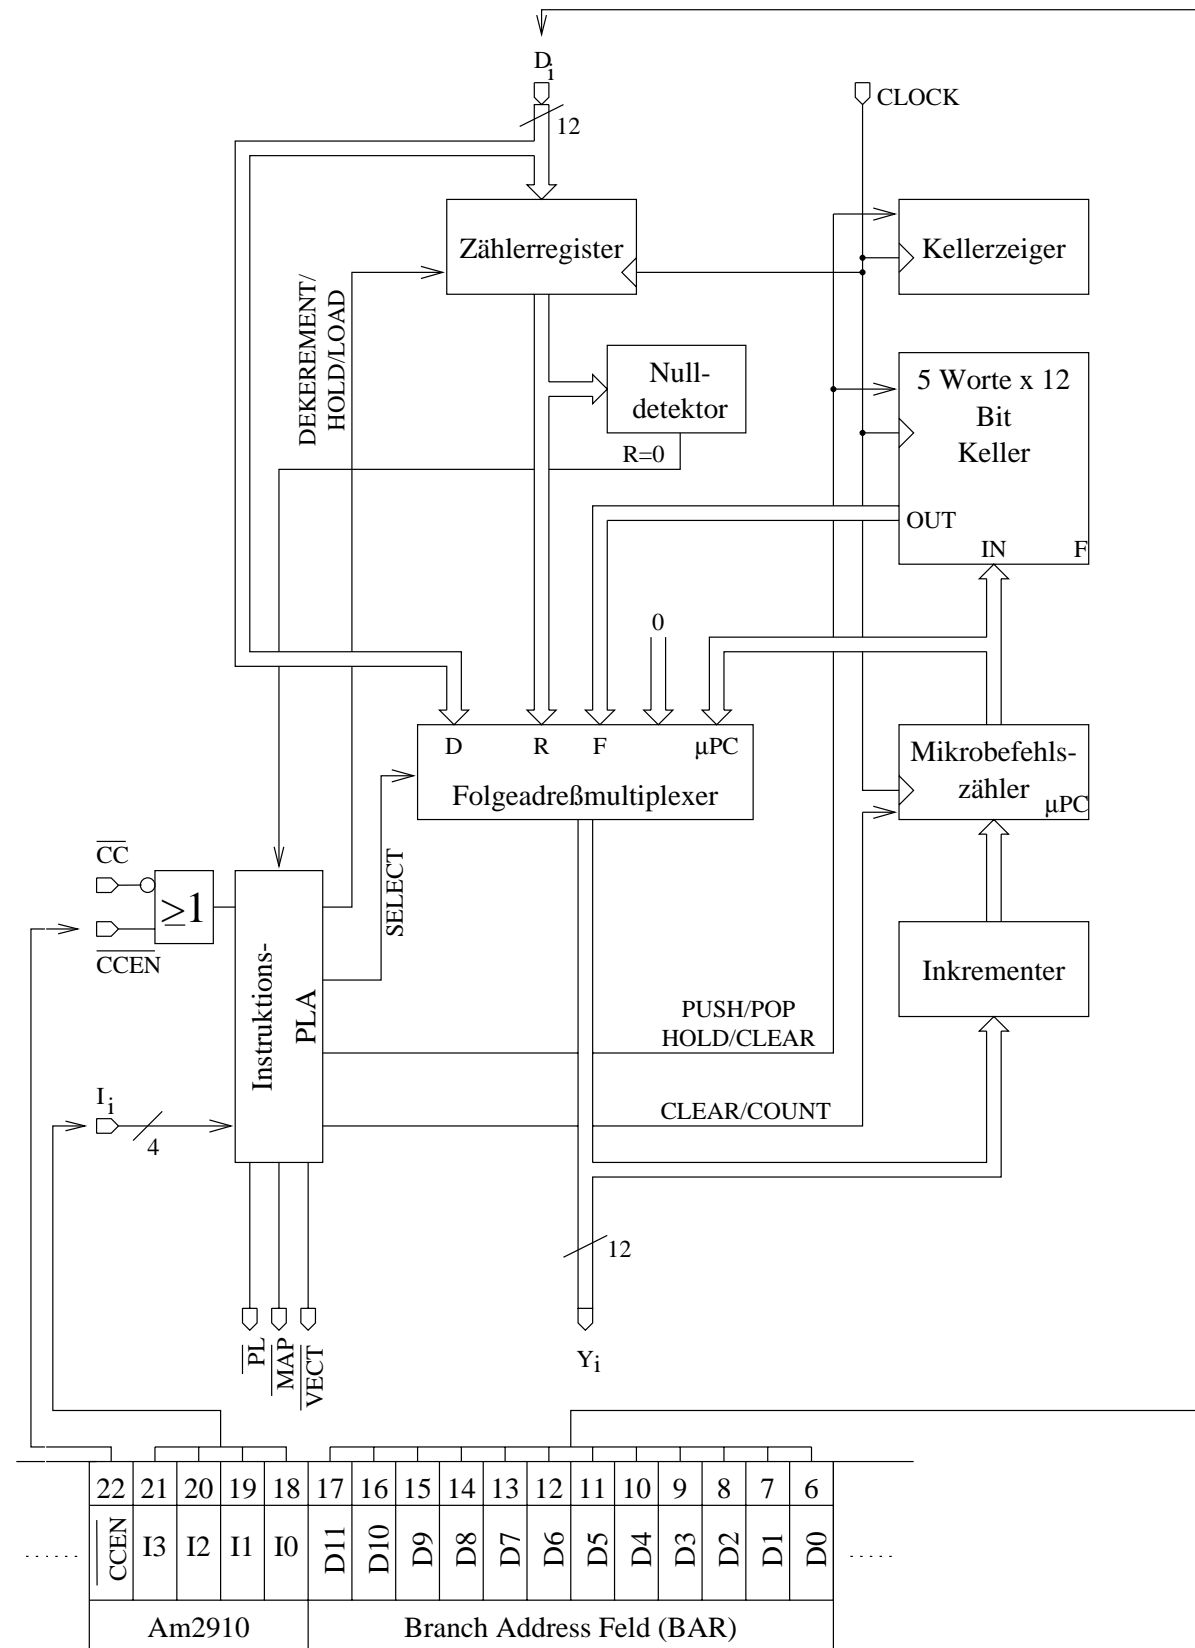 Di
CLOCK
12
Zählerregister
Kellerzeiger
DEKEREMENT/
HOLD/LOAD
Null-
detektor
R=0
5 Worte x 12
Bit
Keller
OUT
IN
F
0
D
R
F
µPC
Folgeadreßmultiplexer
Mikrobefehls-
zähler
µPC
CC
≥1
CCEN
SELECT
Instruktions-
PLA
Inkrementer
PUSH/POP
HOLD/CLEAR
Ii
4
CLEAR/COUNT
12
PL
MAP
VECT
Yi
22 21 20 19 18 17 16 15 14 13 12 11 10 9 8 7 6
...... CCEN I3 I2 I1 I0 D11 D10 D9 D8 D7 D6 D5 D4 D3 D2 D1 D0 .....
Am2910 Branch Address Feld (BAR)